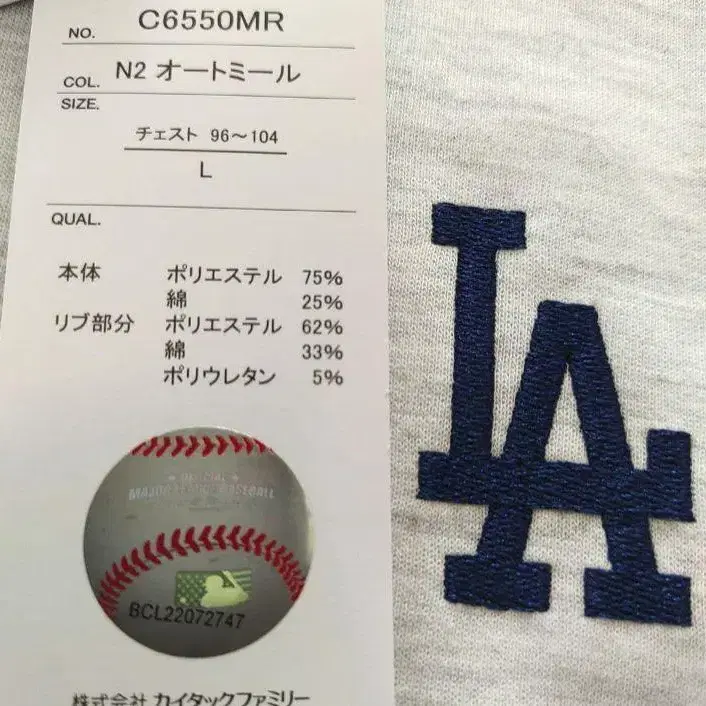 NO. C6550MR
COL. N2 オートミール
SIZE.
チェスト 96～104
L
QUAL.
本体 ポリエステル 75%
綿 25%
リブ部分 ポリエステル 62%
綿 33%
ポリウレタン 5%
OFFICIAL
MAJOR LEAGUE BASEBALL
BCL22072747
株式会社 カイタックファミリー
LA